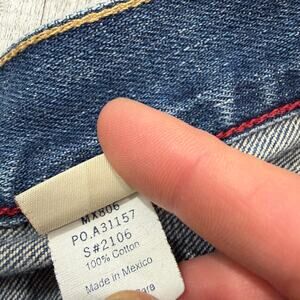 MX806
PO.A31157
S#2106
100% Cotton
Made in Mexico